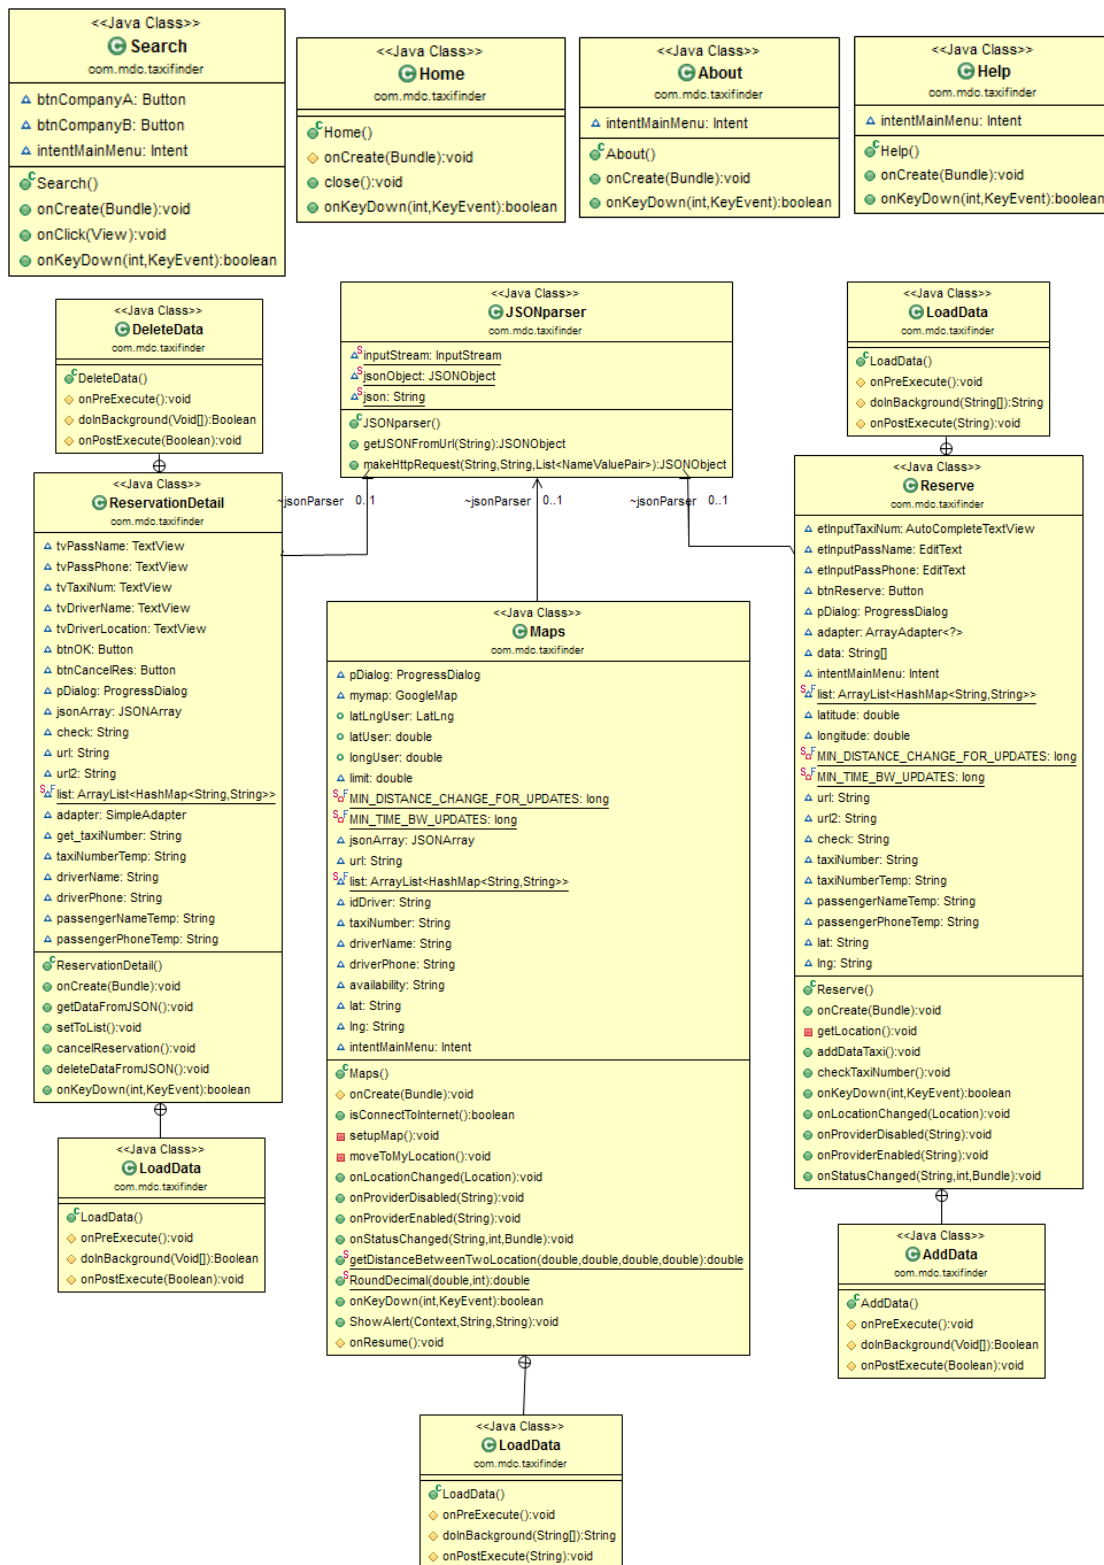 <<Java Class>>
Search
com.mdc.taxifinder
btnCompanyA: Button
btnCompanyB: Button
intentMainMenu: Intent
Search()
onCreate(Bundle):void
onClick(View):void
onKeyDown(int,KeyEvent):boolean
<<Java Class>>
Home
com.mdc.taxifinder
Home()
onCreate(Bundle):void
close():void
onKeyDown(int,KeyEvent):boolean
<<Java Class>>
About
com.mdc.taxifinder
intentMainMenu: Intent
About()
onCreate(Bundle):void
onKeyDown(int,KeyEvent):boolean
<<Java Class>>
Help
com.mdc.taxifinder
intentMainMenu: Intent
Help()
onCreate(Bundle):void
onKeyDown(int,KeyEvent):boolean
<<Java Class>>
DeleteData
com.mdc.taxifinder
DeleteData()
onPreExecute():void
doInBackground(Void[]):Boolean
onPostExecute(Boolean):void
<<Java Class>>
JSONparser
com.mdc.taxifinder
inputStream: InputStream
jsonObject: JSONObject
json: String
JSONparser()
getJSONFromUrl(String):JSONObject
makeHttpRequest(String,String,List<NameValuePair>):JSONObject
<<Java Class>>
LoadData
com.mdc.taxifinder
LoadData()
onPreExecute():void
doInBackground(String[]):String
onPostExecute(String):void
~jsonParser 0..1
~jsonParser 0..1
~jsonParser 0..1
<<Java Class>>
ReservationDetail
com.mdc.taxifinder
tvPassName: TextView
tvPassPhone: TextView
tvTaxiNum: TextView
tvDriverName: TextView
tvDriverLocation: TextView
btnOK: Button
btnCancelRes: Button
pDialog: ProgressDialog
jsonArray: JSONArray
check: String
url: String
url2: String
list: ArrayList<HashMap<String,String>>
adapter: SimpleAdapter
get_taxiNumber: String
taxiNumberTemp: String
driverName: String
driverPhone: String
passengerNameTemp: String
passengerPhoneTemp: String
ReservationDetail()
onCreate(Bundle):void
getDataFromJSON():void
setToList():void
cancelReservation():void
deleteDataFromJSON():void
onKeyDown(int,KeyEvent):boolean
<<Java Class>>
Maps
com.mdc.taxifinder
pDialog: ProgressDialog
mymap: GoogleMap
latLngUser: LatLng
latUser: double
longUser: double
limit: double
MIN_DISTANCE_CHANGE_FOR_UPDATES: long
MIN_TIME_BW_UPDATES: long
jsonArray: JSONArray
url: String
list: ArrayList<HashMap<String,String>>
idDriver: String
taxiNumber: String
driverName: String
driverPhone: String
availability: String
lat: String
lng: String
intentMainMenu: Intent
Maps()
onCreate(Bundle):void
isConnectToInternet():boolean
setupMap():void
moveToMyLocation():void
onLocationChanged(Location):void
onProviderDisabled(String):void
onProviderEnabled(String):void
onStatusChanged(String,int,Bundle):void
getDistanceBetweenTwoLocation(double,double,double,double):double
RoundDecimal(double,int):double
onKeyDown(int,KeyEvent):boolean
ShowAlert(Context,String,String):void
onResume():void
<<Java Class>>
Reserve
com.mdc.taxifinder
etInputTaxiNum: AutoCompleteTextView
etInputPassName: EditText
etInputPassPhone: EditText
btnReserve: Button
pDialog: ProgressDialog
adapter: ArrayAdapter<?>
data: String[]
intentMainMenu: Intent
list: ArrayList<HashMap<String,String>>
latitude: double
longitude: double
MIN_DISTANCE_CHANGE_FOR_UPDATES: long
MIN_TIME_BW_UPDATES: long
url: String
url2: String
check: String
taxiNumber: String
taxiNumberTemp: String
passengerNameTemp: String
passengerPhoneTemp: String
lat: String
lng: String
Reserve()
onCreate(Bundle):void
getLocation():void
addDataTaxi():void
checkTaxiNumber():void
onKeyDown(int,KeyEvent):boolean
onLocationChanged(Location):void
onProviderDisabled(String):void
onProviderEnabled(String):void
onStatusChanged(String,int,Bundle):void
<<Java Class>>
LoadData
com.mdc.taxifinder
LoadData()
onPreExecute():void
doInBackground(Void[]):Boolean
onPostExecute(Boolean):void
<<Java Class>>
AddData
com.mdc.taxifinder
AddData()
onPreExecute():void
doInBackground(Void[]):Boolean
onPostExecute(Boolean):void
<<Java Class>>
LoadData
com.mdc.taxifinder
LoadData()
onPreExecute():void
doInBackground(String[]):String
onPostExecute(String):void